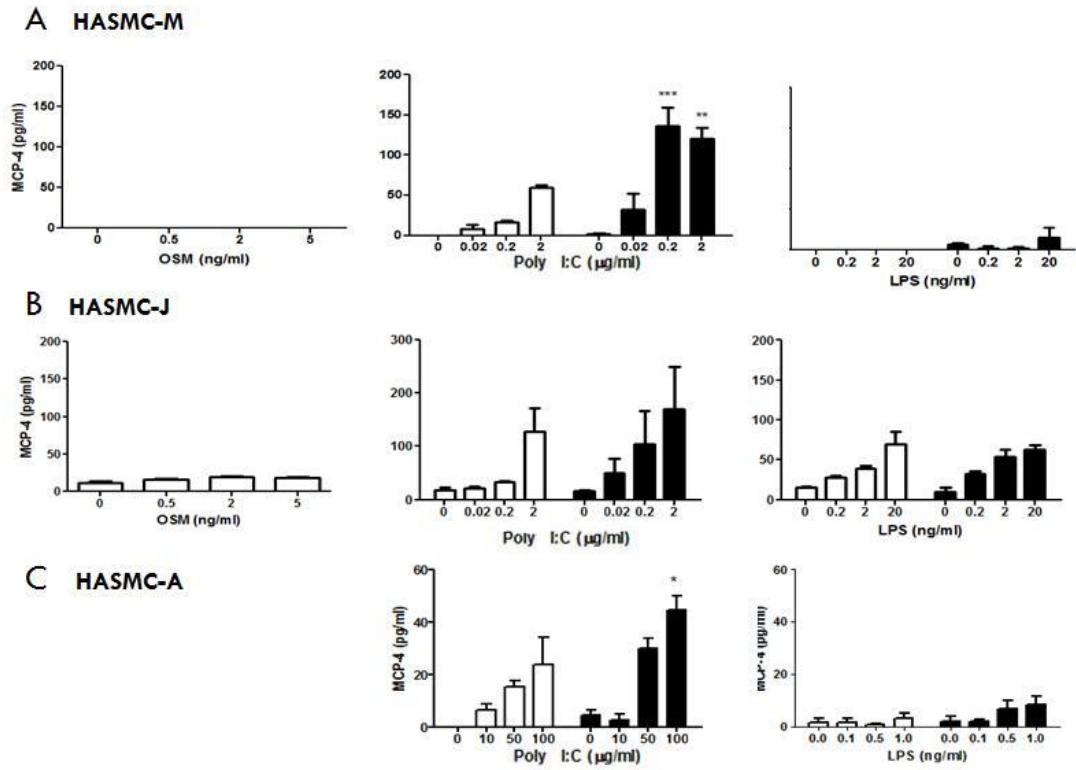 A HASMC-M
200
150
100
50
0
MCP-4 (pg/ml)
0 0.5 2 5
OSM (ng/ml)
200
150
100
50
0
*** **
0 0.02 0.2 2 0 0.02 0.2 2
Poly I:C (µg/ml)
0 0.2 2 20 0 0.2 2 20
LPS (ng/ml)
B HASMC-J
200
150
100
50
0
MCP-4 (pg/ml)
0 0.5 2 5
OSM (ng/ml)
300
200
100
0
0 0.02 0.2 2 0 0.02 0.2 2
Poly I:C (µg/ml)
200
150
100
50
0
0 0.2 2 20 0 0.2 2 20
LPS (ng/ml)
C HASMC-A
60
40
20
0
MCP-4 (pg/ml)
*
0 10 50 100 0 10 50 100
Poly I:C (µg/ml)
60
40
20
0
MCP-4 (pg/ml)
0.0 0.1 0.5 1.0 0.0 0.1 0.5 1.0
LPS (ng/ml)